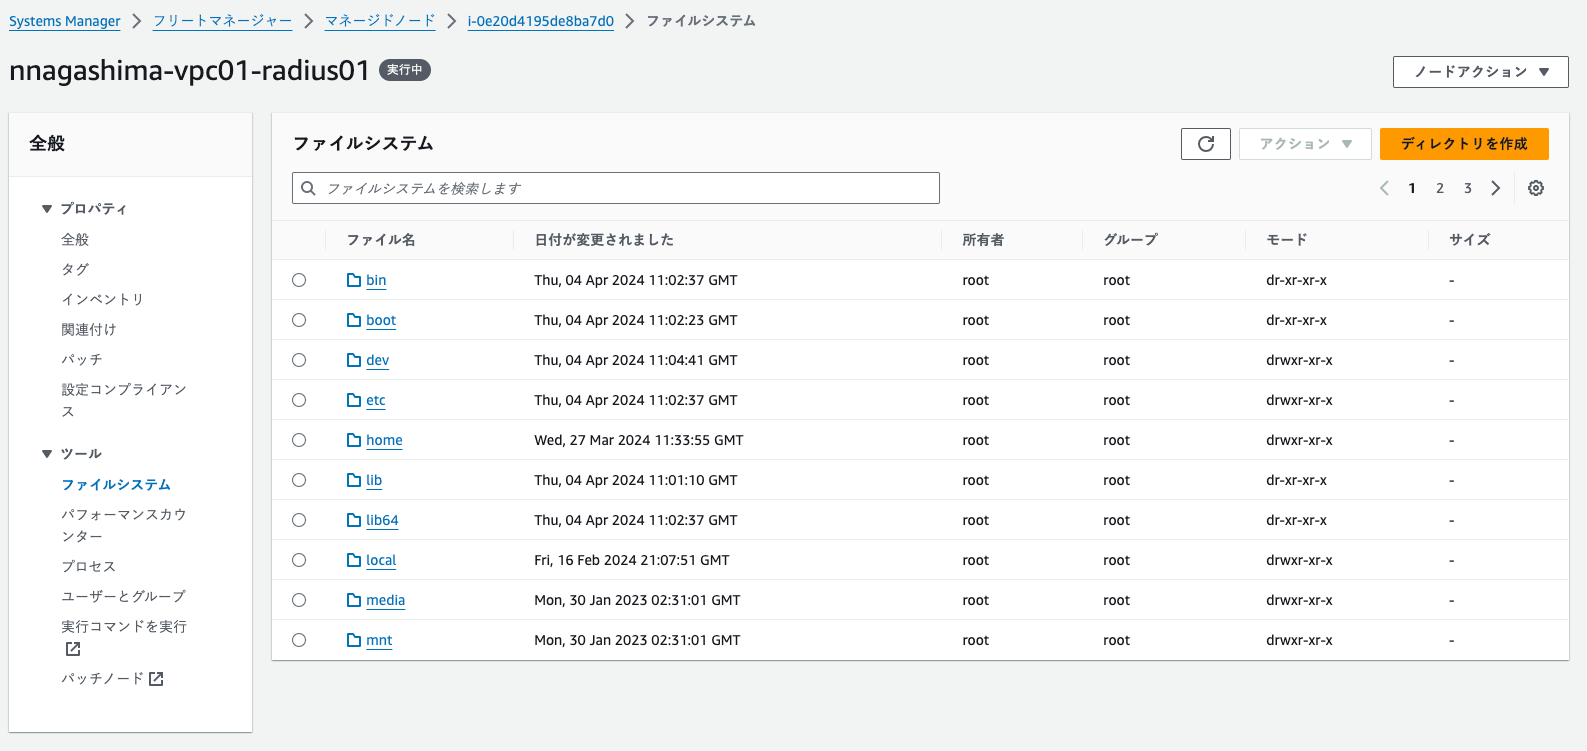 Systems Manager > フリートマネージャー > マネージドノード > i-0e20d4195de8ba7d0 > ファイルシステム
nnagashima-vpc01-radius01 実行中
ノードアクション
全般
プロパティ
全般
タグ
インベントリ
関連付け
パッチ
設定コンプライアン
ス
ツール
ファイルシステム
パフォーマンスカウ
ンター
プロセス
ユーザーとグループ
実行コマンドを実行
パッチノード
ファイルシステム
アクション
ディレクトリを作成
ファイルシステムを検索します
1 2 3
ファイル名 日付が変更されました 所有者 グループ モード サイズ
bin Thu, 04 Apr 2024 11:02:37 GMT root root dr-xr-xr-x -
boot Thu, 04 Apr 2024 11:02:23 GMT root root dr-xr-xr-x -
dev Thu, 04 Apr 2024 11:04:41 GMT root root drwxr-xr-x -
etc Thu, 04 Apr 2024 11:02:37 GMT root root drwxr-xr-x -
home Wed, 27 Mar 2024 11:33:55 GMT root root drwxr-xr-x -
lib Thu, 04 Apr 2024 11:01:10 GMT root root dr-xr-xr-x -
lib64 Thu, 04 Apr 2024 11:02:37 GMT root root dr-xr-xr-x -
local Fri, 16 Feb 2024 21:07:51 GMT root root drwxr-xr-x -
media Mon, 30 Jan 2023 02:31:01 GMT root root drwxr-xr-x -
mnt Mon, 30 Jan 2023 02:31:01 GMT root root drwxr-xr-x -